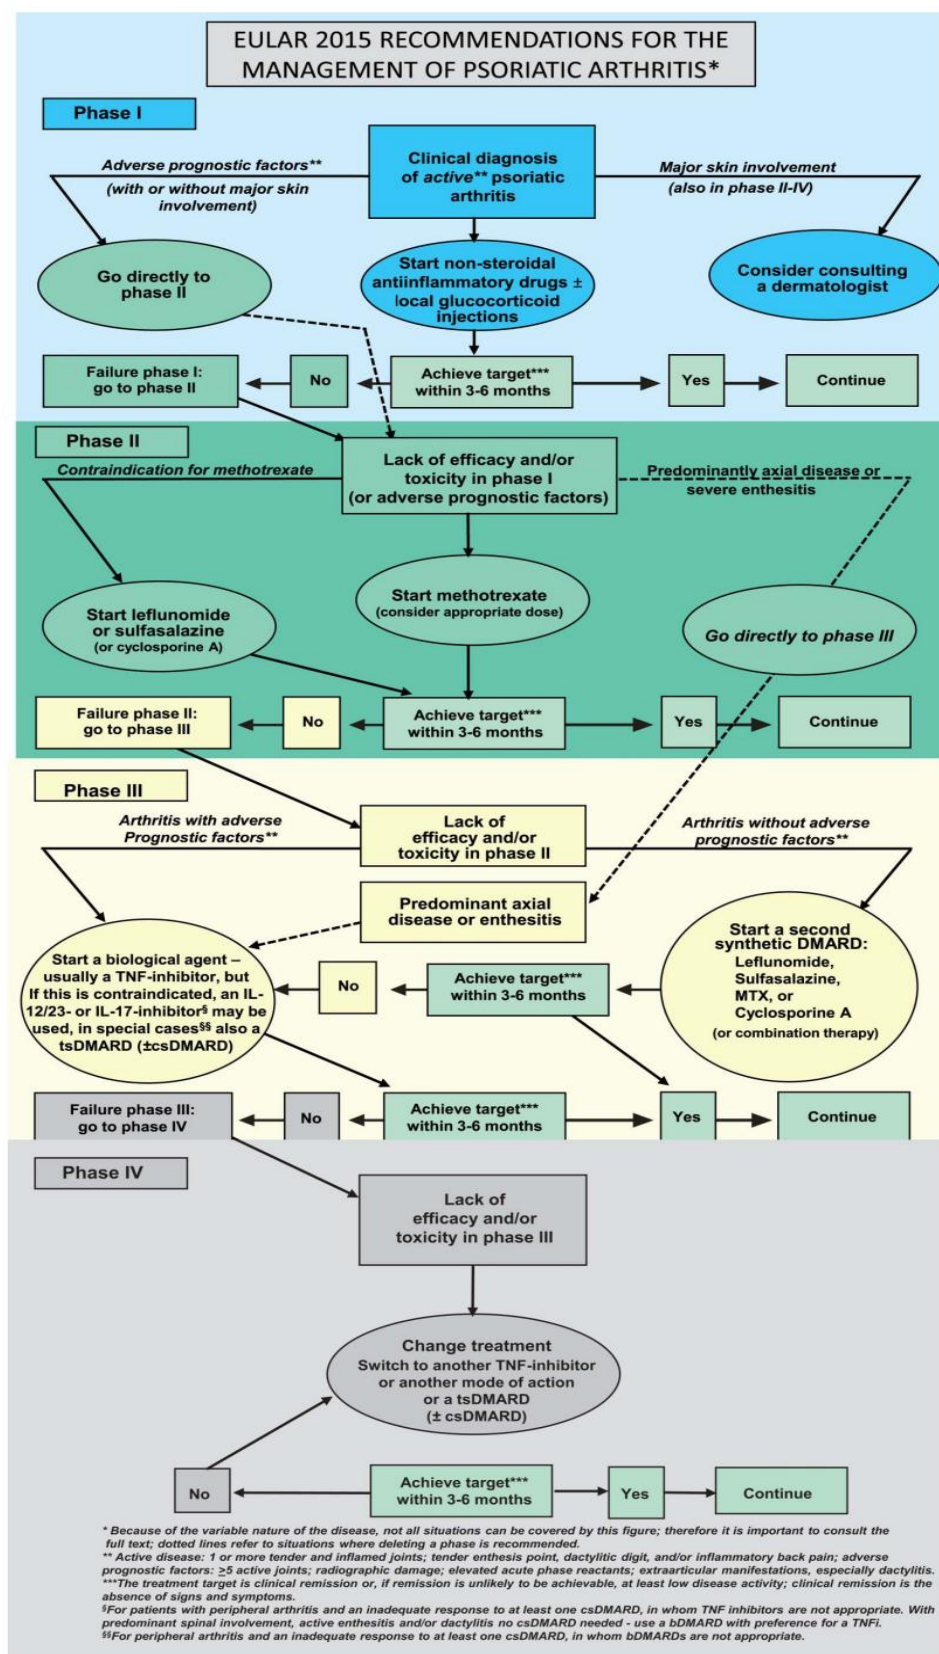 EULAR 2015 RECOMMENDATIONS FOR THE
MANAGEMENT OF PSORIATIC ARTHRITIS*
Phase I
Adverse prognostic factors**
(with or without major skin
involvement)
Clinical diagnosis
of active** psoriatic
arthritis
Major skin involvement
(also in phase II-IV)
Go directly to
phase II
Start non-steroidal
antiinflammatory drugs ±
local glucocorticoid
injections
Consider consulting
a dermatologist
Failure phase I:
go to phase II
No
Achieve target***
within 3-6 months
Yes
Continue
Phase II
Contraindication for methotrexate
Lack of efficacy and/or
toxicity in phase I
(or adverse prognostic factors)
Predominantly axial disease or
severe enthesitis
Start leflunomide
or sulfasalazine
(or cyclosporine A)
Start methotrexate
(consider appropriate dose)
Go directly to phase III
Failure phase II:
go to phase III
No
Achieve target***
within 3-6 months
Yes
Continue
Phase III
Arthritis with adverse
Prognostic factors**
Lack of
efficacy and/or
toxicity in phase II
Arthritis without adverse
prognostic factors**
Predominant axial
disease or enthesitis
Start a biological agent –
usually a TNF-inhibitor, but
If this is contraindicated, an IL-
12/23- or IL-17-inhibitor§ may be
used, in special cases§§ also a
tsDMARD (±csDMARD)
No
Achieve target***
within 3-6 months
Start a second
synthetic DMARD:
Leflunomide,
Sulfasalazine,
MTX, or
Cyclosporine A
(or combination therapy)
Failure phase III:
go to phase IV
No
Achieve target***
within 3-6 months
Yes
Continue
Phase IV
Lack of
efficacy and/or
toxicity in phase III
Change treatment
Switch to another TNF-inhibitor
or another mode of action
or a tsDMARD
(± csDMARD)
No
Achieve target***
within 3-6 months
Yes
Continue
* Because of the variable nature of the disease, not all situations can be covered by this figure; therefore it is important to consult the
full text; dotted lines refer to situations where deleting a phase is recommended.
** Active disease: 1 or more tender and inflamed joints; tender enthesis point, dactylitic digit, and/or inflammatory back pain; adverse
prognostic factors: ≥5 active joints; radiographic damage; elevated acute phase reactants; extraarticular manifestations, especially dactylitis.
***The treatment target is clinical remission or, if remission is unlikely to be achievable, at least low disease activity; clinical remission is the
absence of signs and symptoms.
§For patients with peripheral arthritis and an inadequate response to at least one csDMARD, in whom TNF inhibitors are not appropriate. With
predominant spinal involvement, active enthesitis and/or dactylitis no csDMARD needed - use a bDMARD with preference for a TNFi.
§§For peripheral arthritis and an inadequate response to at least one csDMARD, in whom bDMARDs are not appropriate.